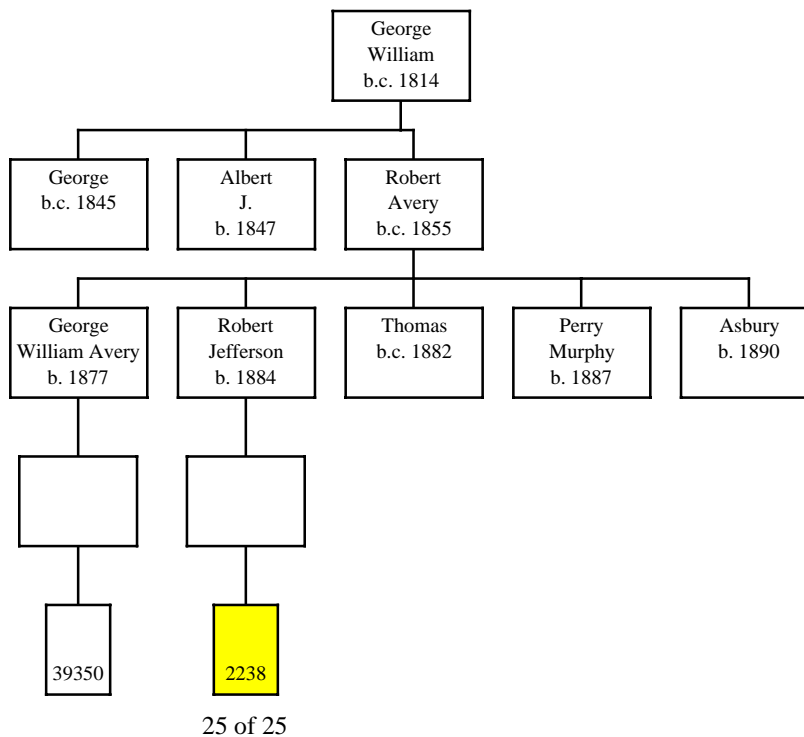 George
William
b.c. 1814
George
b.c. 1845
Albert
J.
b. 1847
Robert
Avery
b.c. 1855
George
William Avery
b. 1877
Robert
Jefferson
b. 1884
Thomas
b.c. 1882
Perry
Murphy
b. 1887
Asbury
b. 1890
39350
2238
25 of 25